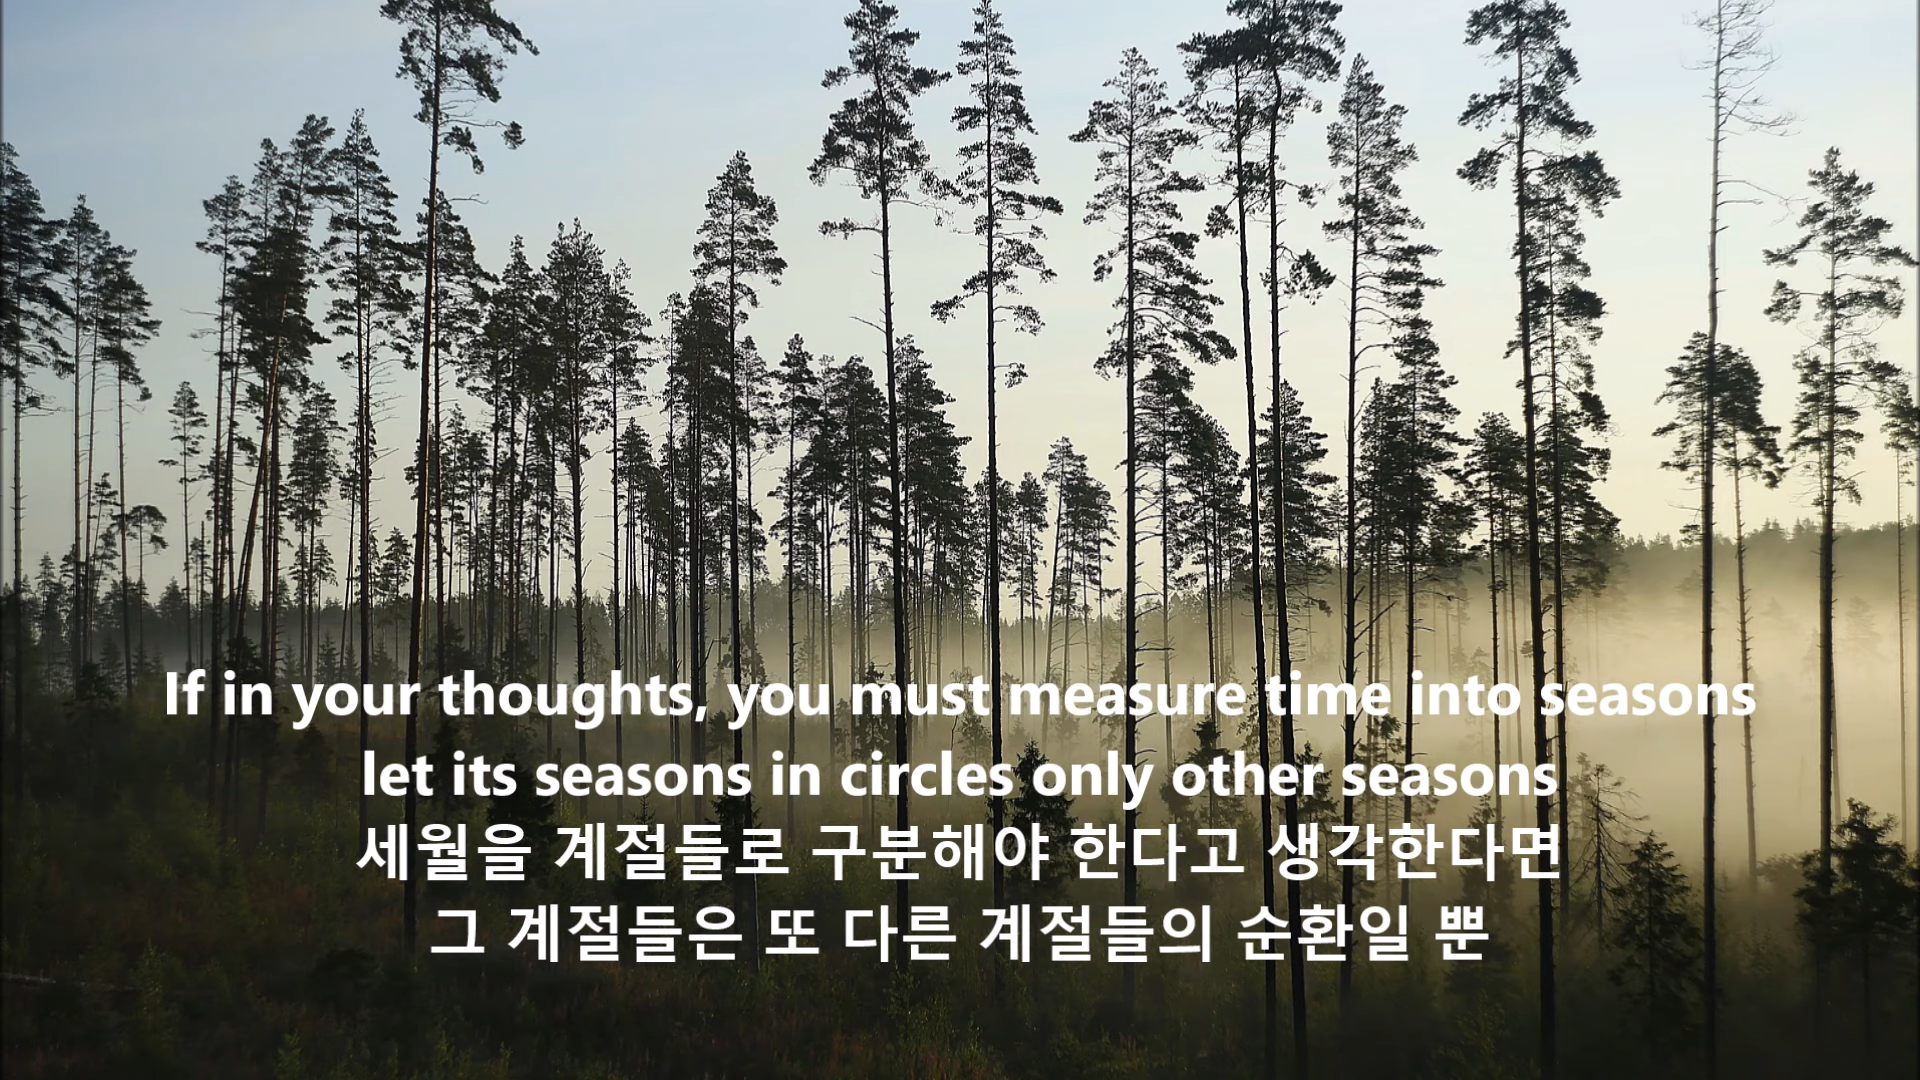 If in your thoughts, you must measure time into seasons
let its seasons in circles only other seasons
세월을 계절들로 구분해야 한다고 생각한다면
그 계절들은 또 다른 계절들의 순환일 뿐